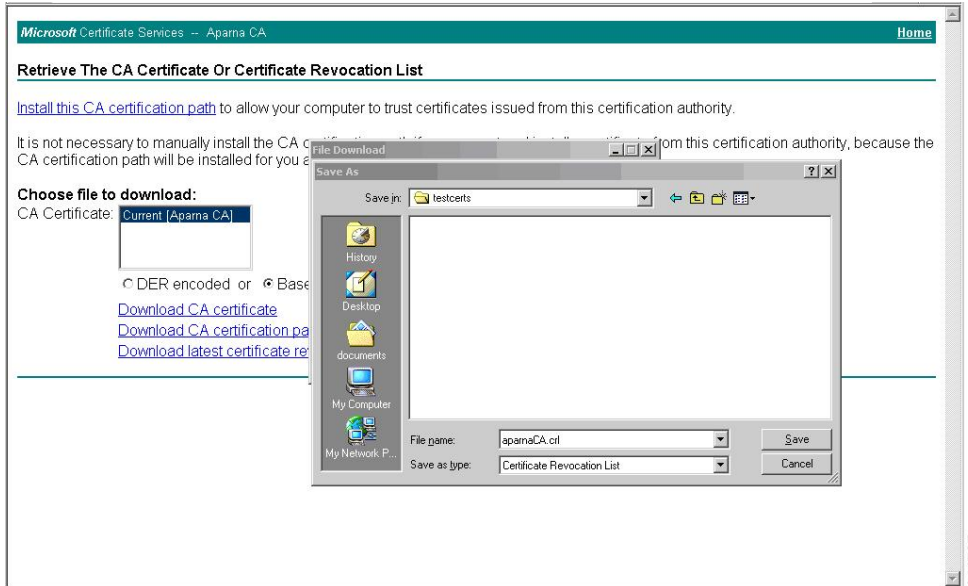 Microsoft Certificate Services -- Aparna CA
Home
Retrieve The CA Certificate Or Certificate Revocation List
Install this CA certification path to allow your computer to trust certificates issued from this certification authority.
It is not necessary to manually install the CA
from this certification authority, because the
CA certification path will be installed for you
Choose file to download:
CA Certificate:
Current [Aparna CA]
DER encoded or Base
Download CA certificate
Download CA certification pa
Download latest certificate re
File Download
Save As
Save in:
testcerts
History
Desktop
documents
My Computer
My Network P...
File name:
aparnaCA.crl
Save
Save as type:
Certificate Revocation List
Cancel